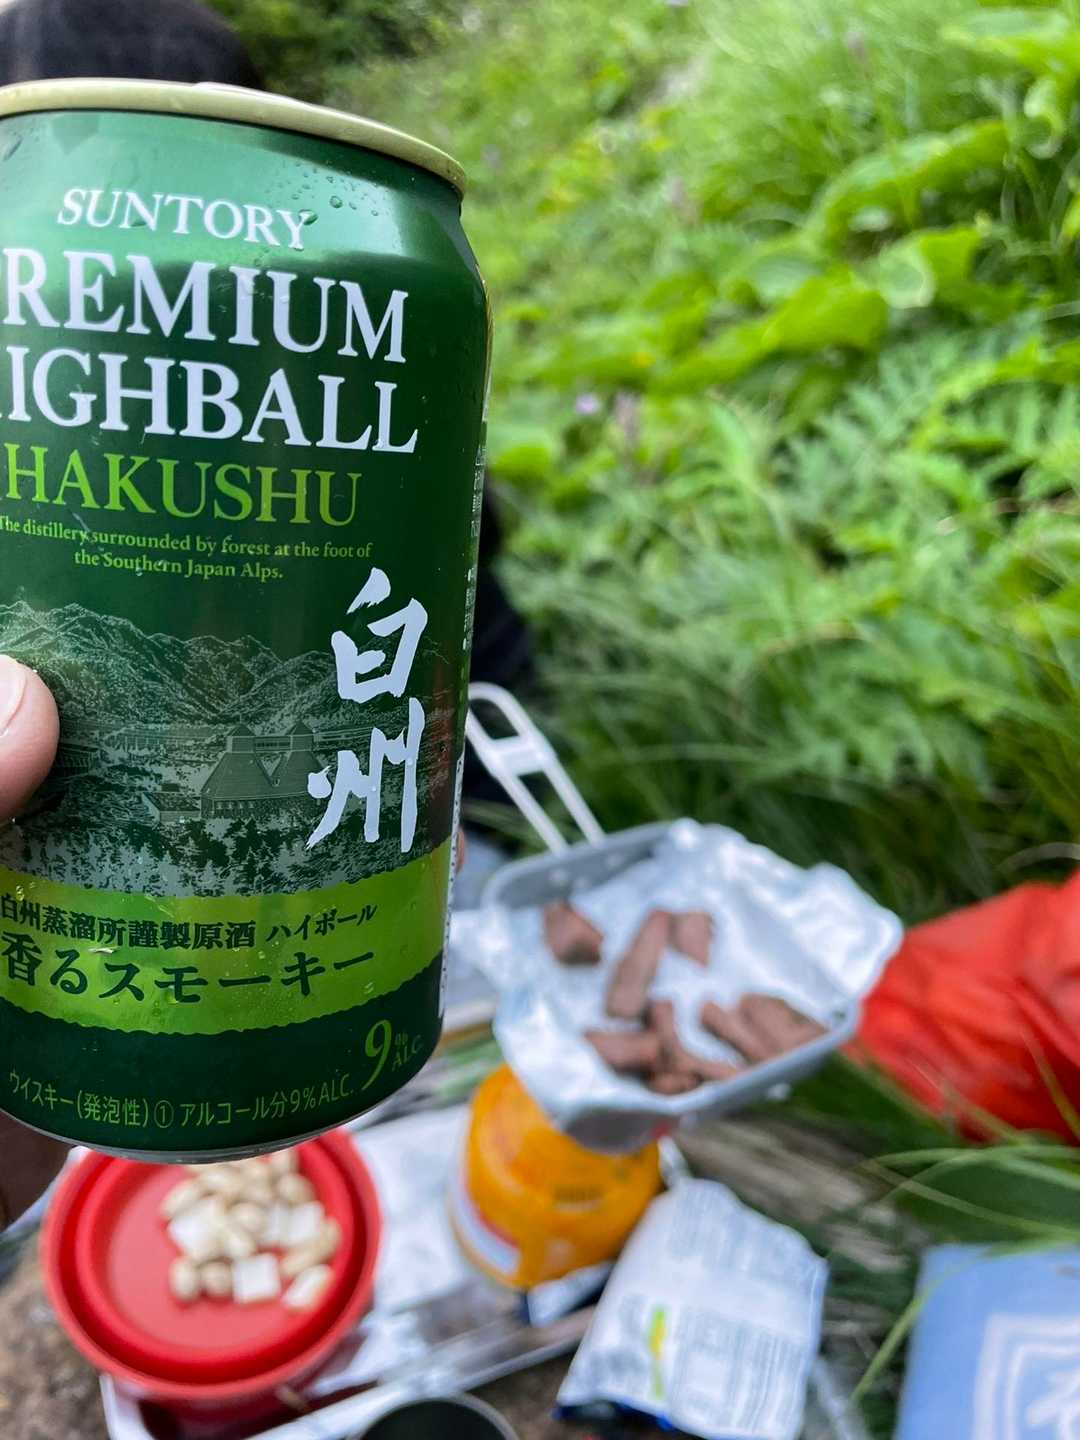 SUNTORY
REMIUM
IGHBALL
HAKUSHU
The distillery surrounded by forest at the foot of
the Southern Japan Alps.
白州
白州蒸溜所謹製原酒 ハイボール
香るスモーキー
9% ALC.
ウイスキー(発泡性)① アルコール分9%ALC.